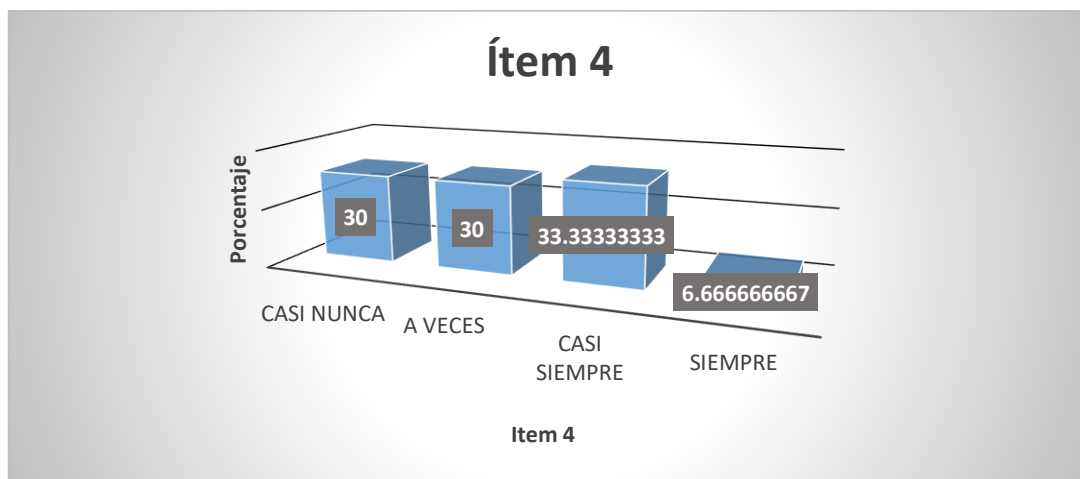 Ítem 4
Porcentaje
30
30
33.33333333
6.666666667
CASI NUNCA
A VECES
CASI
SIEMPRE
SIEMPRE
Item 4